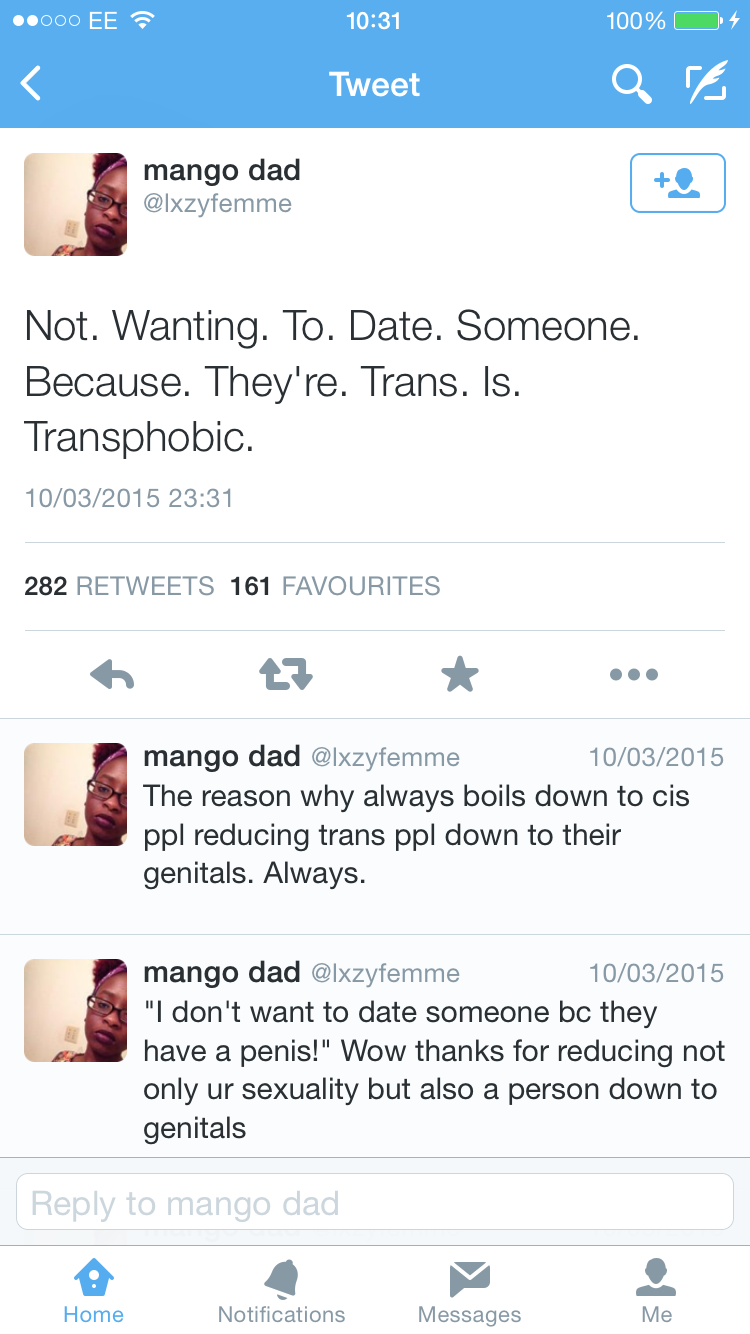 EE 10:31 100%
Tweet
mango dad
@lxzyfemme
Not. Wanting. To. Date. Someone.
Because. They're. Trans. Is.
Transphobic.
10/03/2015 23:31
282 RETWEETS 161 FAVOURITES
mango dad @lxzyfemme 10/03/2015
The reason why always boils down to cis
ppl reducing trans ppl down to their
genitals. Always.
mango dad @lxzyfemme 10/03/2015
"I don't want to date someone bc they
have a penis!" Wow thanks for reducing not
only ur sexuality but also a person down to
genitals
Reply to mango dad
Home Notifications Messages Me